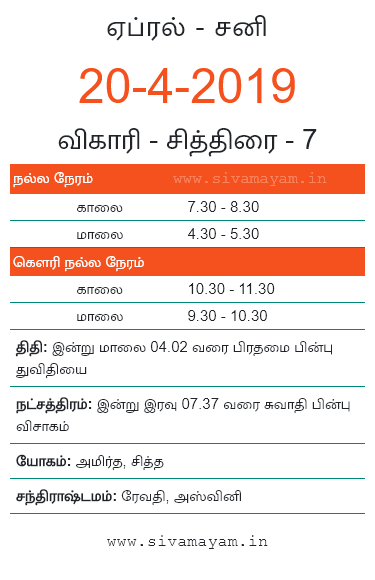 ஏப்ரல் - சனி
20-4-2019
விகாரி - சித்திரை - 7
நல்ல நேரம் www.sivamayam.in
காலை 7.30 - 8.30
மாலை 4.30 - 5.30
கௌரி நல்ல நேரம்
காலை 10.30 - 11.30
மாலை 9.30 - 10.30
திதி: இன்று மாலை 04.02 வரை பிரதமை பின்பு
துவிதியை
நட்சத்திரம்: இன்று இரவு 07.37 வரை சுவாதி பின்பு
விசாகம்
யோகம்: அமிர்த, சித்த
சந்திராஷ்டமம்: ரேவதி, அஸ்வினி
www.sivamayam.in